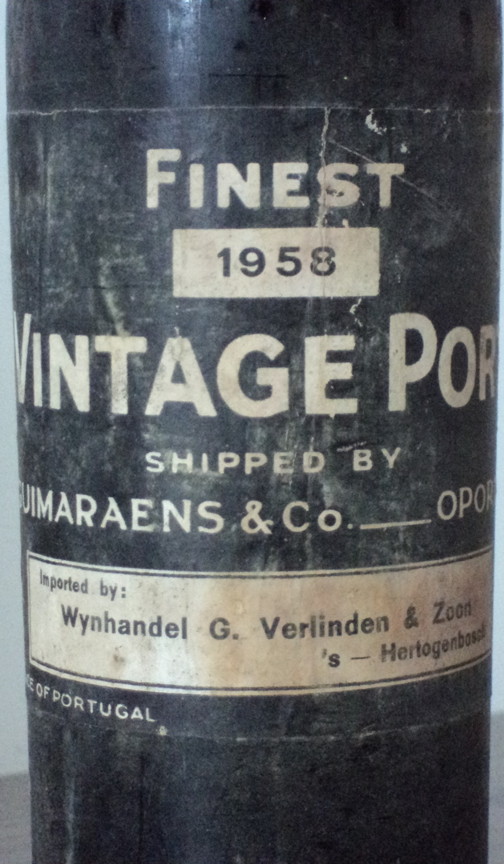 FINEST
1958
VINTAGE POR
SHIPPED BY
UIMARAENS & Co. OPOR
Imported by:
Wynhandel G. Verlinden & Zoon
's — Hertogenbosch
E OF PORTUGAL